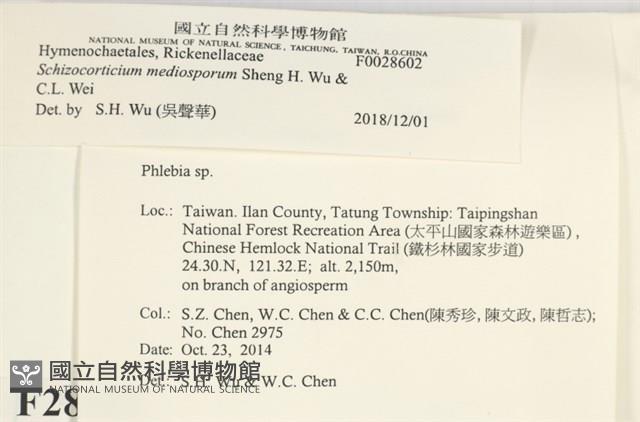 國立自然科學博物館
NATIONAL MUSEUM OF NATURAL SCIENCE, TAICHUNG, TAIWAN, R.O.CHINA
Hymenochaetales, Rickenellaceae F0028602
Schizocorticium mediosporum Sheng H. Wu &
C.L. Wei
Det. by S.H. Wu (吳聲華) 2018/12/01
Phlebia sp.
Loc.: Taiwan. Ilan County, Tatung Township: Taipingshan
National Forest Recreation Area (太平山國家森林遊樂區),
Chinese Hemlock National Trail (鐵杉林國家步道)
24.30.N, 121.32.E; alt. 2,150m,
on branch of angiosperm
Col.: S.Z. Chen, W.C. Chen & C.C. Chen(陳秀珍, 陳文政, 陳哲志);
No. Chen 2975
Date: Oct. 23, 2014
Det.: S.H. Wu & W.C. Chen
國立自然科學博物館
NATIONAL MUSEUM OF NATURAL SCIENCE
F28